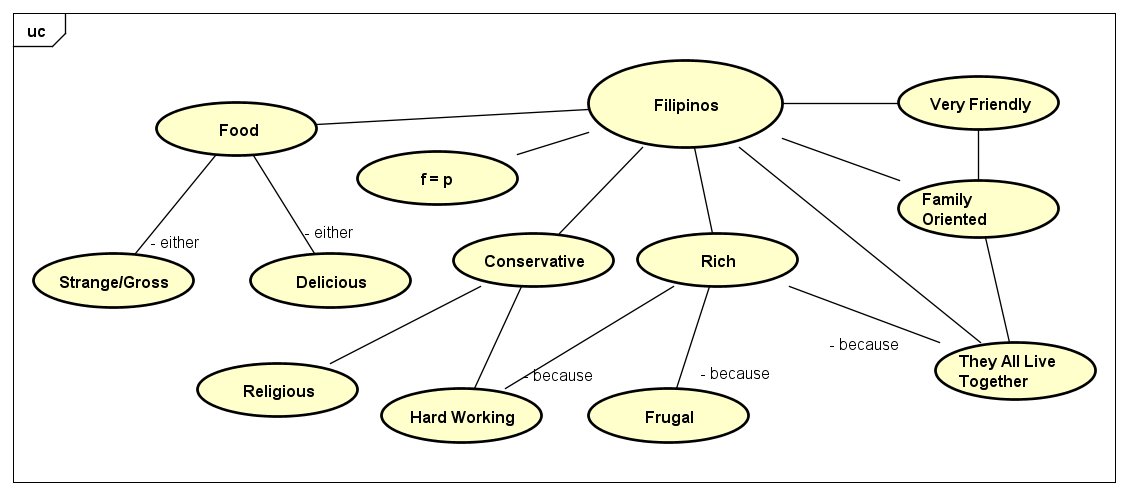 uc
Filipinos
Very Friendly
Food
f = p
Family
Oriented
- either
- either
Strange/Gross
Delicious
Conservative
Rich
- because
They All Live
Together
- because
- because
Religious
Hard Working
Frugal